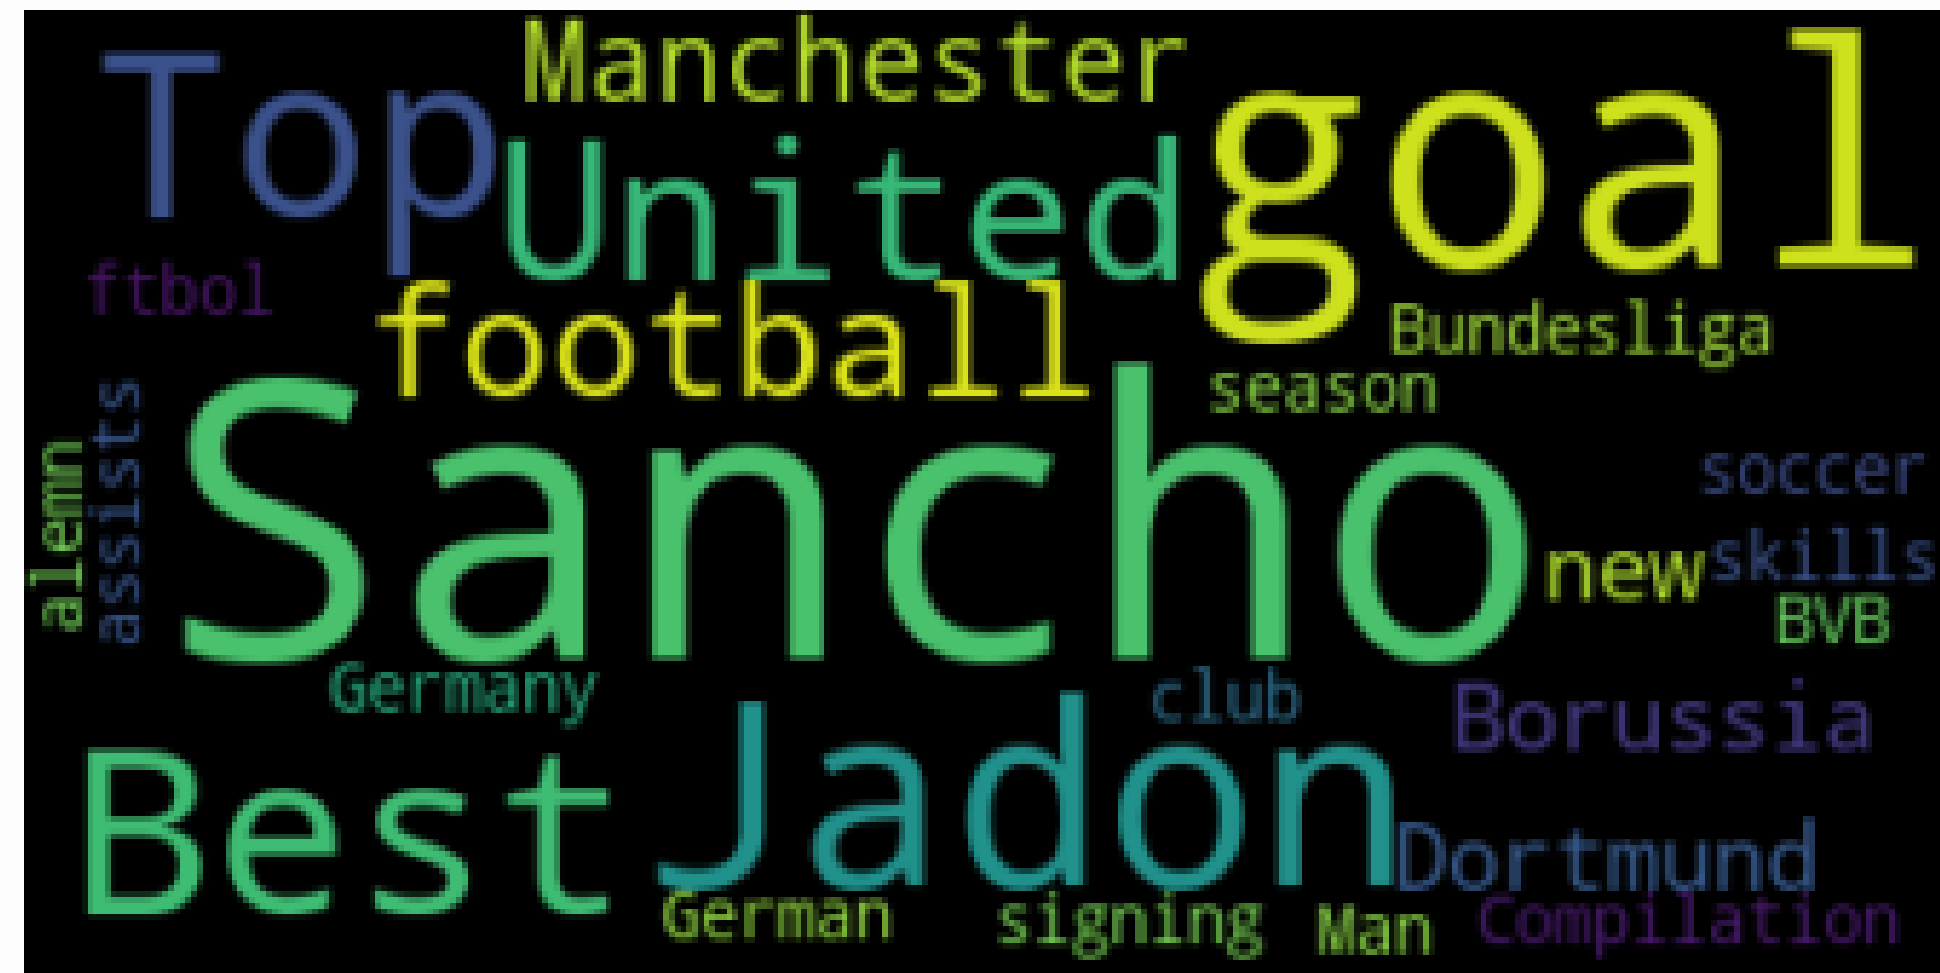 Manchester
Top
goal
United
ftbol
football
Bundesliga
season
assists
alemn
Sancho
soccer
new
skills
BVB
Germany
club
Borussia
Best
Jadon
Dortmund
German
signing
Man
Compilation